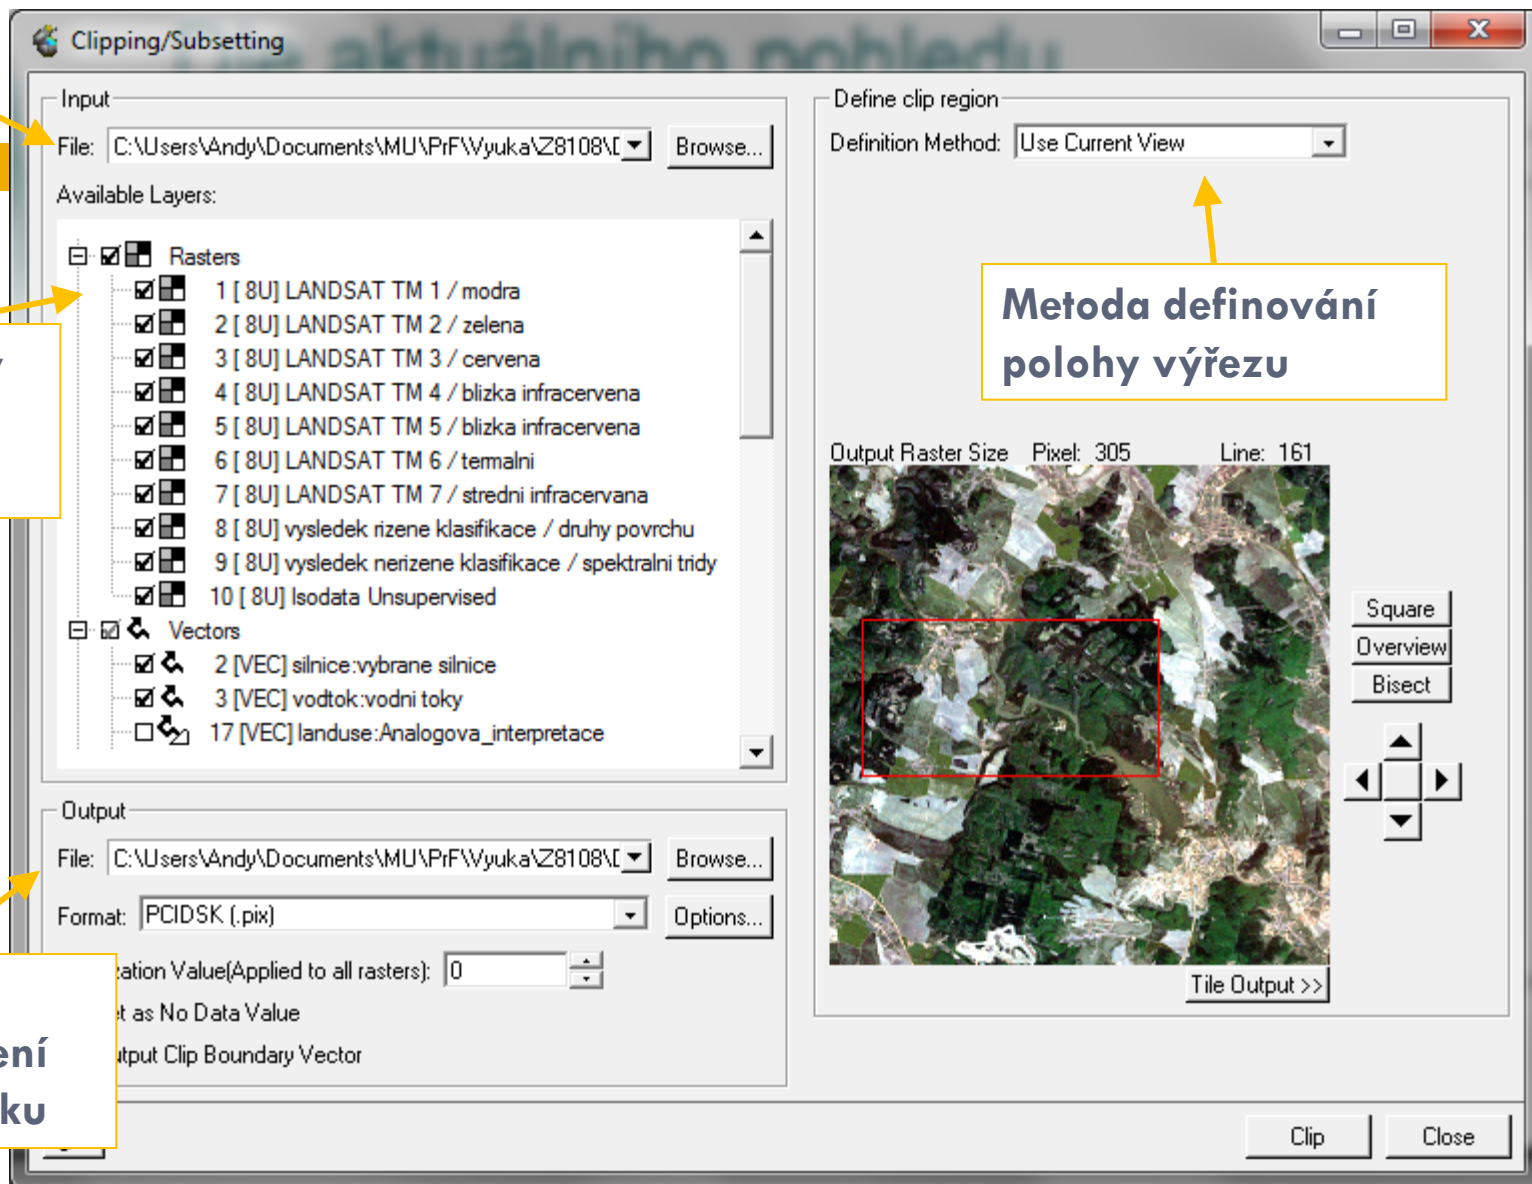 Clipping/Subsetting
aktuálního pohledu
Input
File: C:\Users\Andy\Documents\MU\PrF\Vyuka\Z8108\ Browse...
Available Layers:
Rasters
1 [ 8U] LANDSAT TM 1 / modra
2 [ 8U] LANDSAT TM 2 / zelena
3 [ 8U] LANDSAT TM 3 / cervena
4 [ 8U] LANDSAT TM 4 / blizka infracervena
5 [ 8U] LANDSAT TM 5 / blizka infracervena
6 [ 8U] LANDSAT TM 6 / termalni
7 [ 8U] LANDSAT TM 7 / stredni infracervana
8 [ 8U] vysledek rizene klasifikace / druhy povrchu
9 [ 8U] vysledek nerizene klasifikace / spektralni tridy
10 [ 8U] Isodata Unsupervised
Vectors
2 [VEC] silnice:vybrane silnice
3 [VEC] vodtok:vodni toky
17 [VEC] landuse:Analogova_interpretace
Output
File: C:\Users\Andy\Documents\MU\PrF\Vyuka\Z8108\ Browse...
Format: PCIDSK (.pix) Options...
zation Value(Applied to all rasters): 0
et as No Data Value
utput Clip Boundary Vector
ení
ku
Define clip region
Definition Method: Use Current View
Metoda definování
polohy výřezu
Output Raster Size Pixel: 305 Line: 161
Square
Overview
Bisect
Tile Output >>
Clip Close